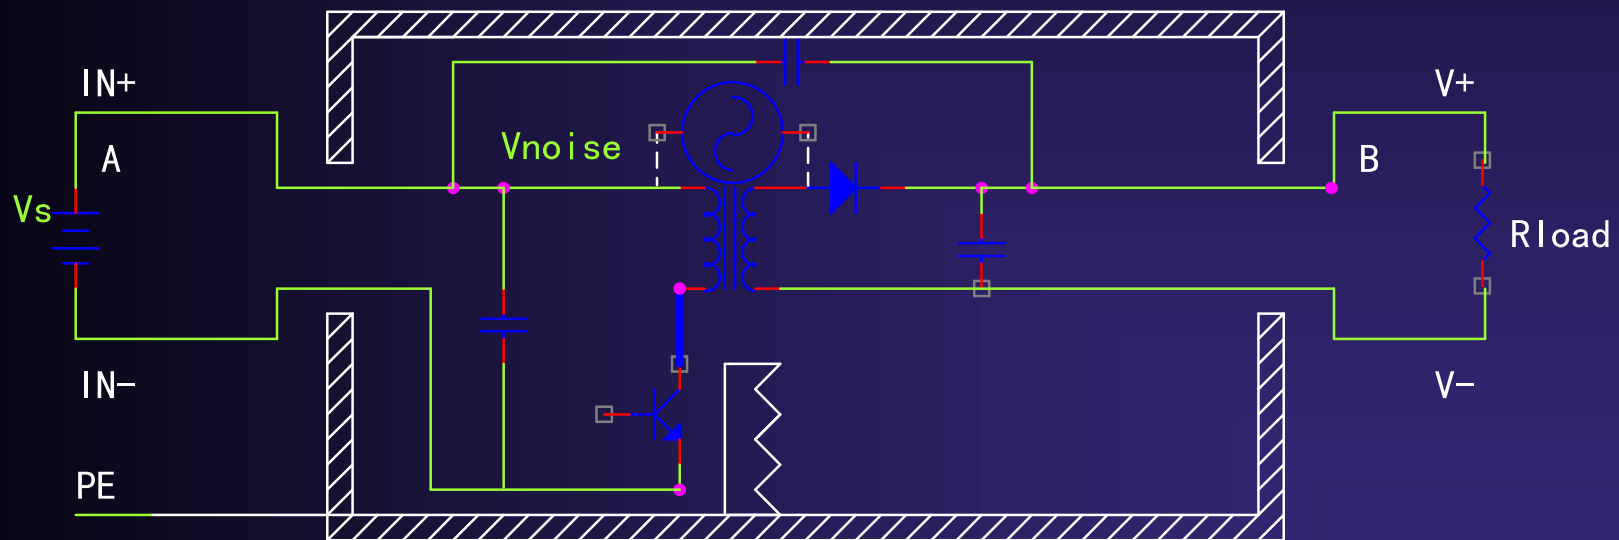 IN+
V+
A
Vnoise
B
Vs
Rload
IN-
V-
PE